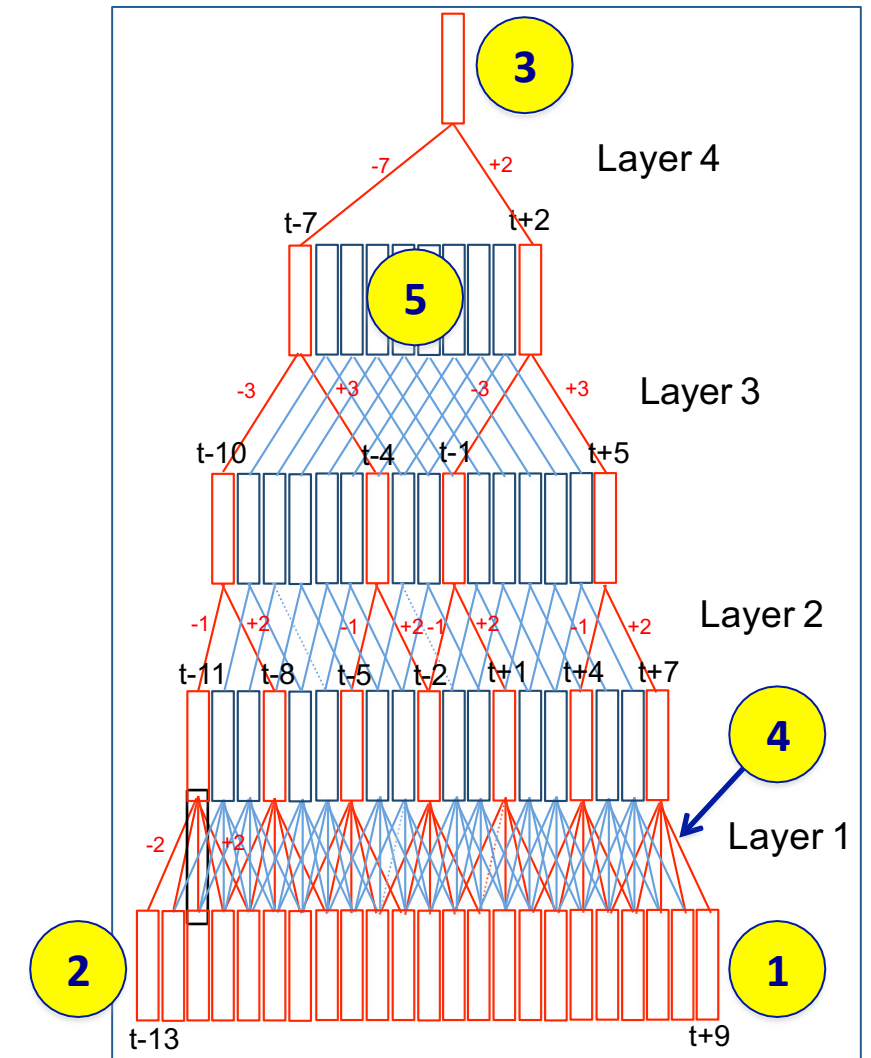 3
Layer 4
-7 +2
t-7 t+2
5
-3 +3 -3 +3
Layer 3
t-10 t-4 t-1 t+5
Layer 2
-1 +2 -1 +2 -1 +2 -1 +2
t-11 t-8 t-5 t-2 t+1 t+4 t+7
4
Layer 1
-2 +2
2 1
t-13 t+9